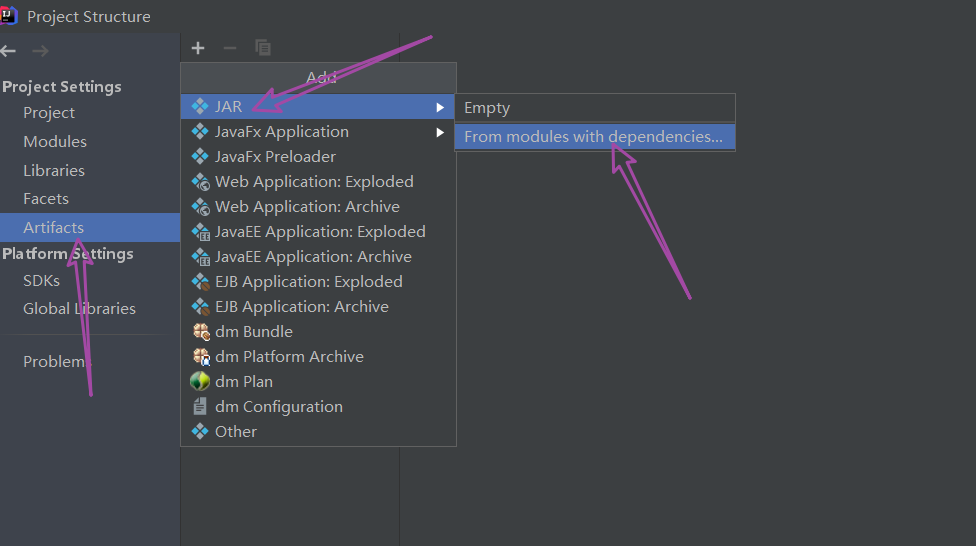 Project Structure
Project Settings
Project
Modules
Libraries
Facets
Artifacts
Platform Settings
SDKs
Global Libraries
Problems
Add
JAR
JavaFx Application
JavaFx Preloader
Web Application: Exploded
Web Application: Archive
JavaEE Application: Exploded
JavaEE Application: Archive
EJB Application: Exploded
EJB Application: Archive
dm Bundle
dm Platform Archive
dm Plan
dm Configuration
Other
Empty
From modules with dependencies...